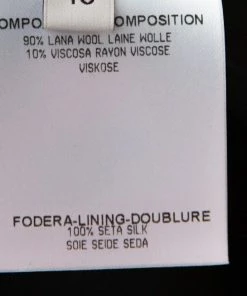 OMPO OMPOSITION
90% LANA WOOL LAINE WOLLE
10% VISCOSA RAYON VISCOSE
VISKOSE
FODERA-LINING-DOUBLURE
100% SETA SILK
SOIE SEIDE SEDA